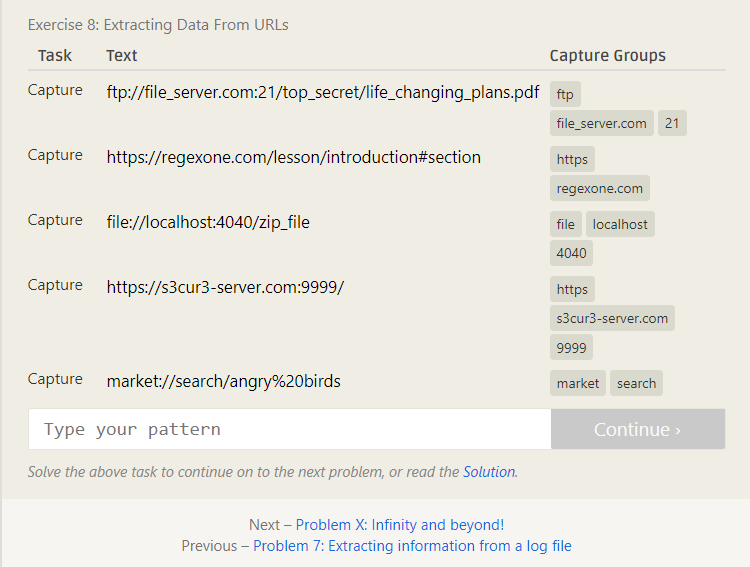 Exercise 8: Extracting Data From URLs
Task Text Capture Groups
Capture ftp://file_server.com:21/top_secret/life_changing_plans.pdf ftp
file_server.com 21
Capture https://regexone.com/lesson/introduction#section https
regexone.com
Capture file://localhost:4040/zip_file file localhost
4040
Capture https://s3cur3-server.com:9999/ https
s3cur3-server.com
9999
Capture market://search/angry%20birds market search
Type your pattern Continue ›
Solve the above task to continue on to the next problem, or read the Solution.
Next – Problem X: Infinity and beyond!
Previous – Problem 7: Extracting information from a log file